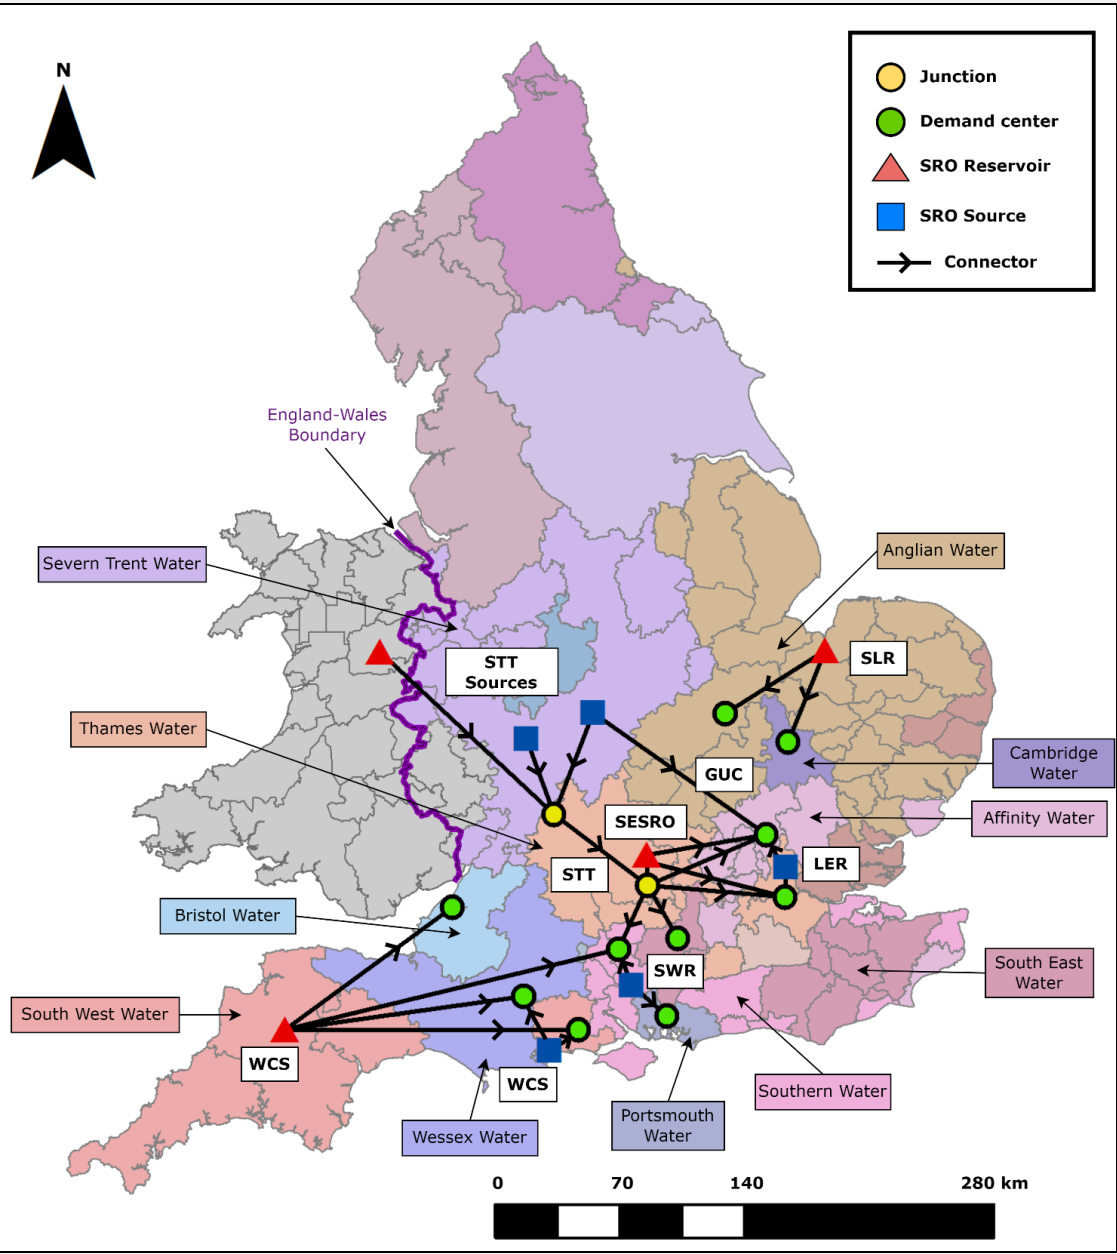 N
Junction
Demand center
SRO Reservoir
SRO Source
Connector
England-Wales
Boundary
Severn Trent Water
Anglian Water
STT
Sources
SLR
Thames Water
Cambridge
Water
GUC
Affinity Water
SESRO
STT
LER
Bristol Water
SWR
South East
Water
South West Water
WCS
WCS
Southern Water
Portsmouth
Water
Wessex Water
0 70 140 280 km